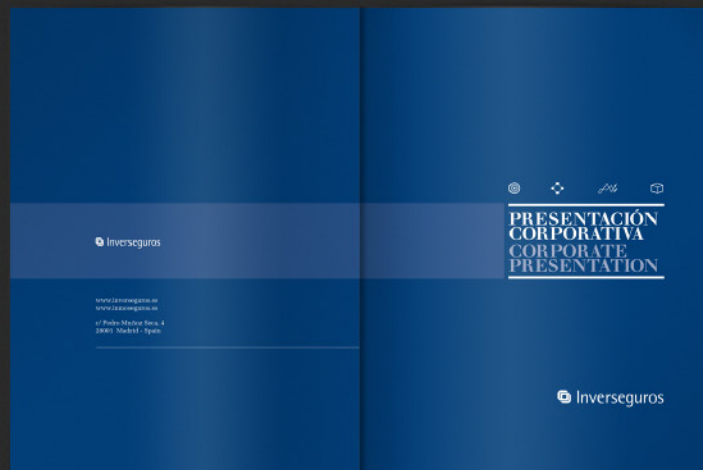 Inverseguros
www.inverseguros.es
www.inmoseguros.es
c/ Pedro Muñoz Seca, 4
28001 Madrid - Spain
PRESENTACIÓN
CORPORATIVA
CORPORATE
PRESENTATION
Inverseguros